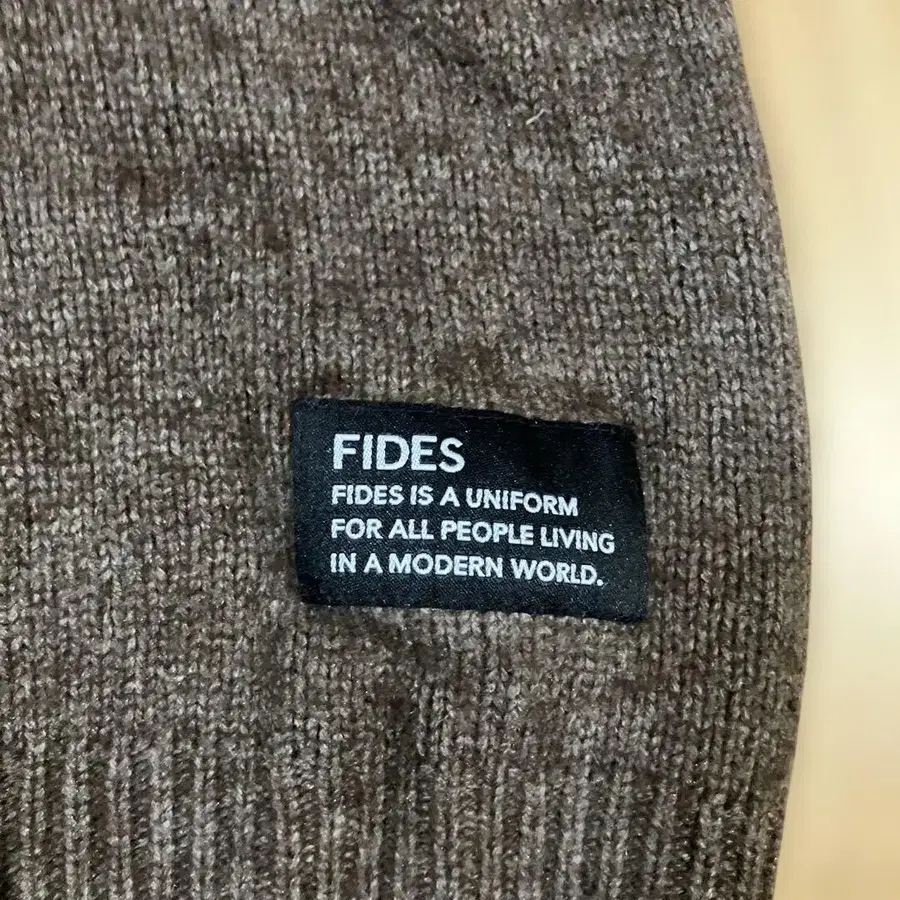 FIDES
FIDES IS A UNIFORM
FOR ALL PEOPLE LIVING
IN A MODERN WORLD.